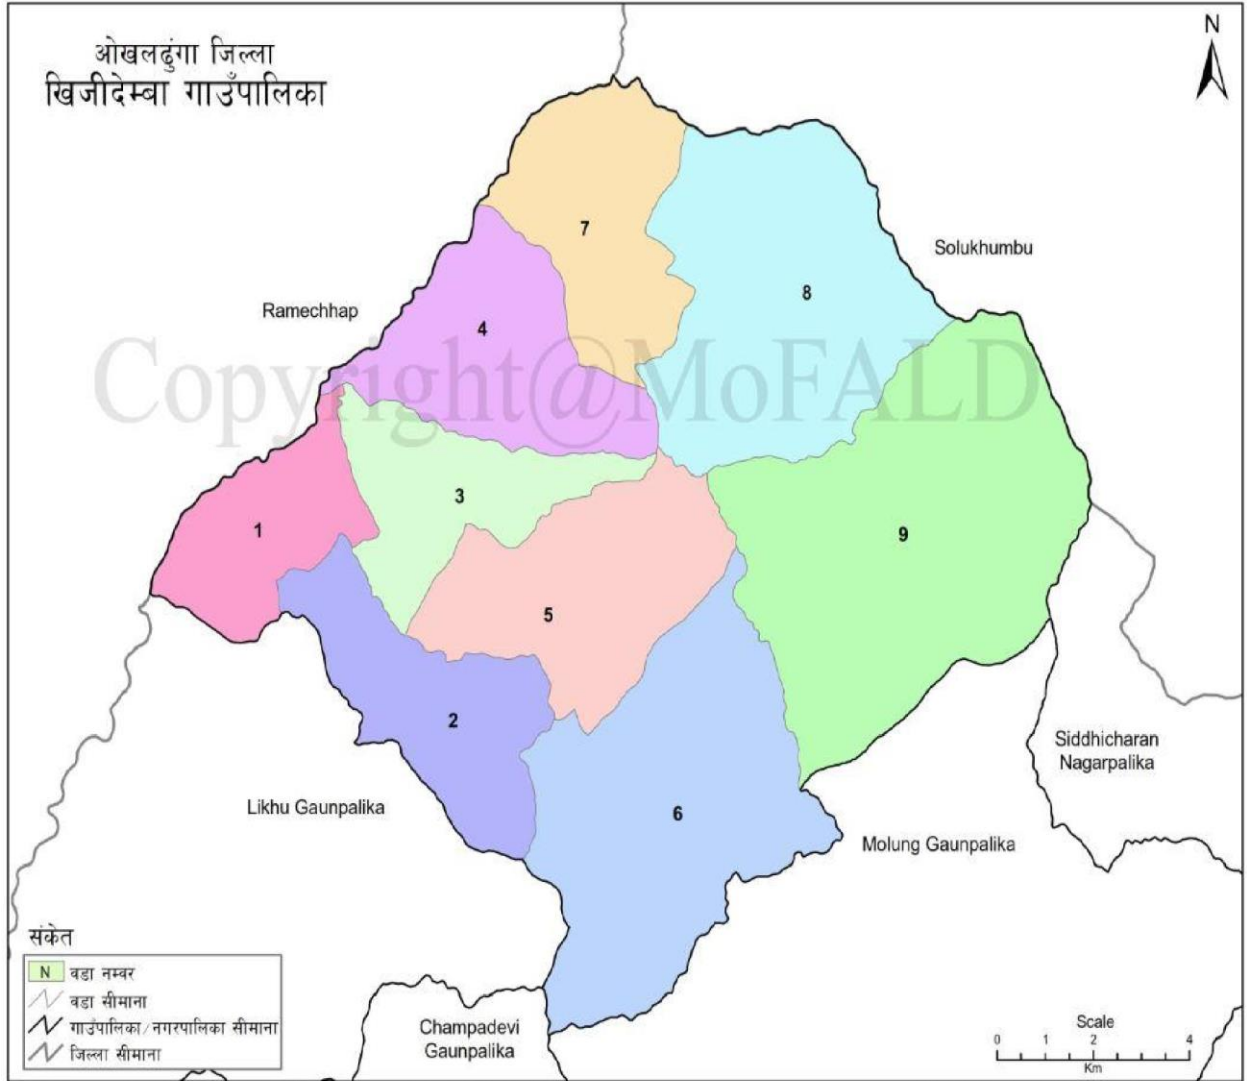 ओखलढुंगा जिल्ला
खिजीदेम्बा गाउँपालिका
N
7
Solukhumbu
8
Ramechhap
4
Copyright@MoFALD
3
1
9
5
2
Siddhicharan
Nagarpalika
Likhu Gaunpalika
6
Molung Gaunpalika
संकेत
N वडा नम्वर
वडा सीमाना
गाउँपालिका/नगरपालिका सीमाना
जिल्ला सीमाना
Champadevi
Gaunpalika
Scale
0 1 2 4
Km